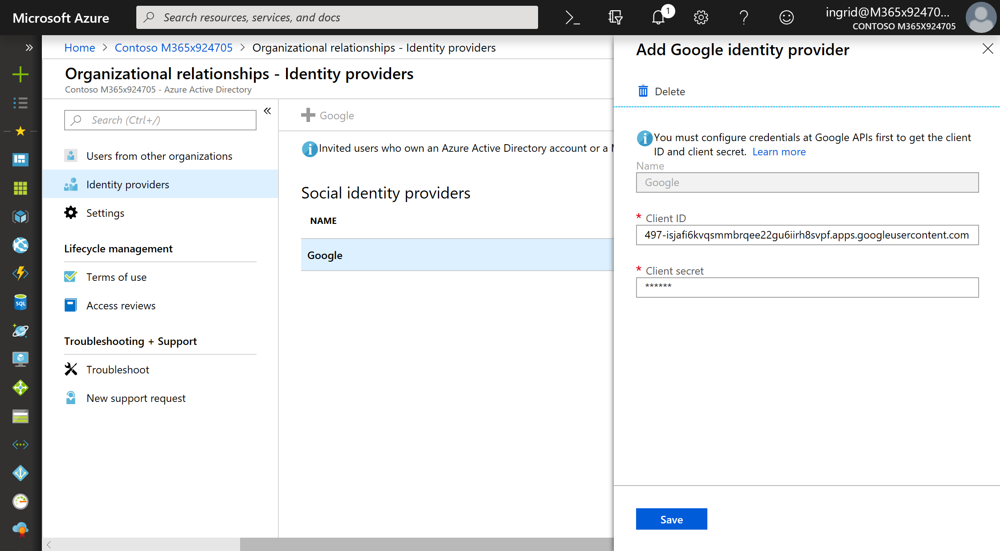 Microsoft Azure
Search resources, services, and docs
1
ingrid@M365x92470...
CONTOSO M365X924705
Home > Contoso M365x924705 > Organizational relationships - Identity providers
Organizational relationships - Identity providers
Contoso M365x924705 - Azure Active Directory
Search (Ctrl+/)
Users from other organizations
Identity providers
Settings
Lifecycle management
Terms of use
Access reviews
Troubleshooting + Support
Troubleshoot
New support request
SQL
Google
Invited users who own an Azure Active Directory account or a
Social identity providers
NAME
Google
Add Google identity provider
Delete
You must configure credentials at Google APIs first to get the client
ID and client secret. Learn more
Name
Google
* Client ID
497-isjafi6kvqsmmbrqee22gu6iirh8svpf.apps.googleusercontent.com
* Client secret
******
Save